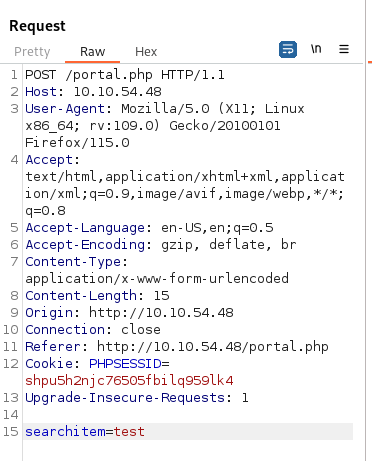 Request
Pretty Raw Hex \n ≡
1 POST /portal.php HTTP/1.1
2 Host: 10.10.54.48
3 User-Agent: Mozilla/5.0 (X11; Linux
x86_64; rv:109.0) Gecko/20100101
Firefox/115.0
4 Accept:
text/html,application/xhtml+xml,applicat
ion/xml;q=0.9,image/avif,image/webp,*/*;
q=0.8
5 Accept-Language: en-US,en;q=0.5
6 Accept-Encoding: gzip, deflate, br
7 Content-Type:
application/x-www-form-urlencoded
8 Content-Length: 15
9 Origin: http://10.10.54.48
10 Connection: close
11 Referer: http://10.10.54.48/portal.php
12 Cookie: PHPSESSID=
shpu5h2njc76505fbilq959lk4
13 Upgrade-Insecure-Requests: 1
14
15 searchitem=test